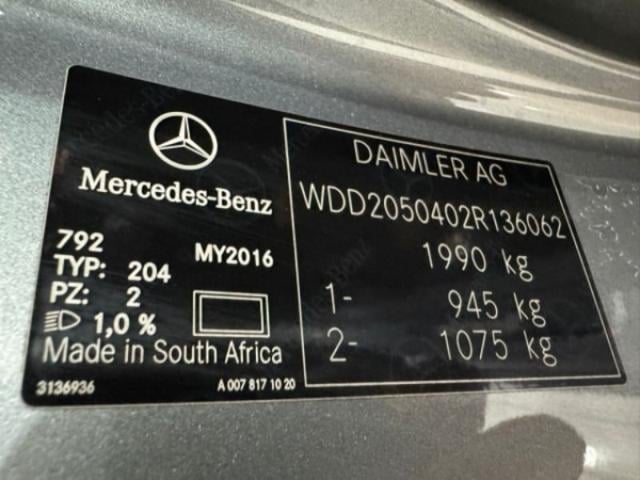 Mercedes-Benz
792 MY2016
TYP: 204
PZ: 2
1,0 %
Made in South Africa
3136936 A 007 817 10 20
DAIMLER AG
WDD2050402R136062
1990 kg
1- 945 kg
2- 1075 kg